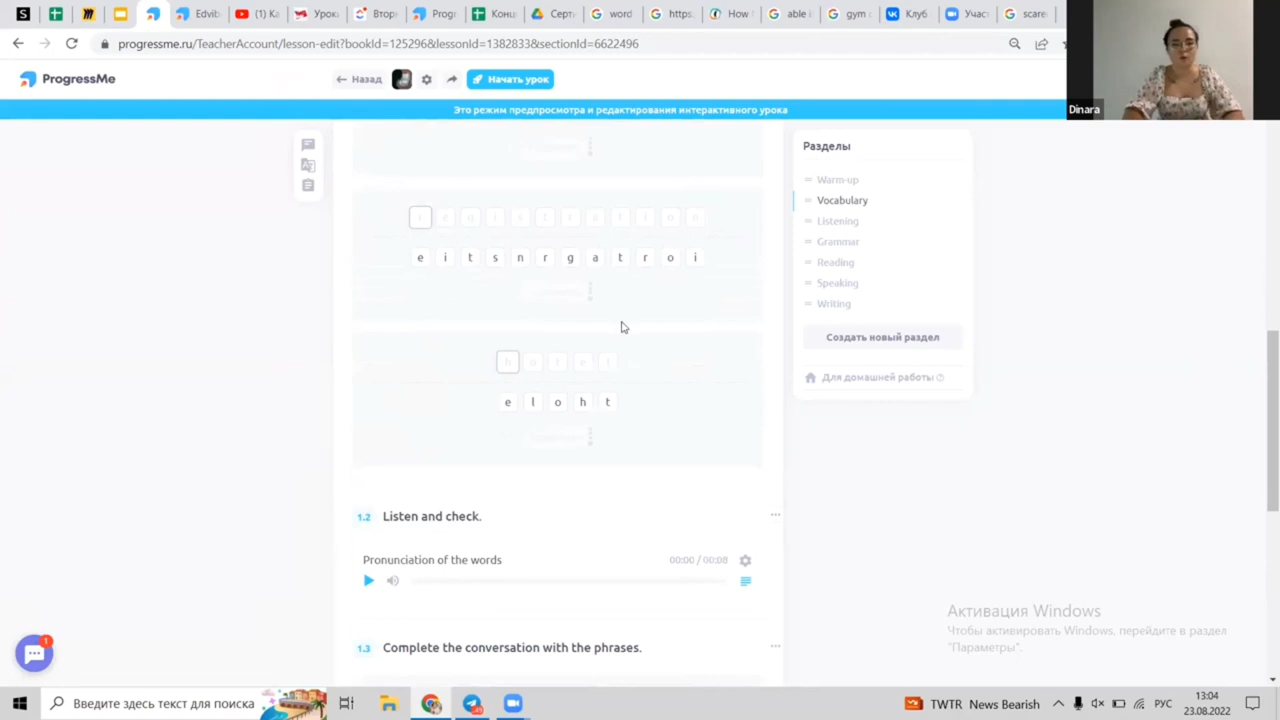 S
Edvib
(1) Ka
Урок
Втор
Progr
Конц
Серти
word
https:
How
able i
gym c
Клуб
Участ
scare
progressme.ru/TeacherAccount/lesson-edit?bookId=125296&lessonId=1382833&sectionId=6622496
ProgressMe
Назад
Начать урок
Dinara
Это режим предпросмотра и редактирования интерактивного урока
r e g i s t r a t i o n
e i t s n r g a t r o i
h o t e l
e l o h t
1.2 Listen and check.
Pronunciation of the words 00:00 / 00:08
1.3 Complete the conversation with the phrases.
Разделы
Warm-up
Vocabulary
Listening
Grammar
Reading
Speaking
Writing
Создать новый раздел
Для домашней работы
Активация Windows
Чтобы активировать Windows, перейдите в раздел
"Параметры".
1
Введите здесь текст для поиска
TWTR News Bearish
РУС
13:04
23.08.2022